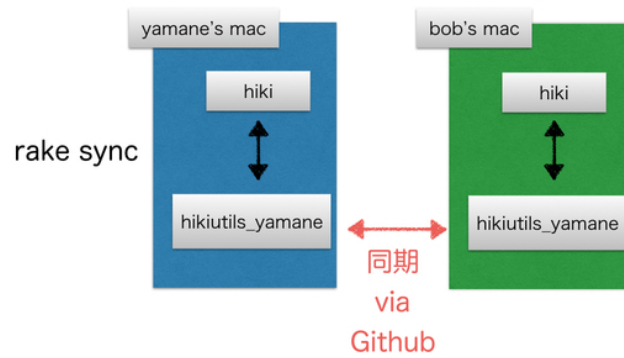 yamane's mac
bob's mac
hiki
hiki
rake sync
hikiutils_yamane
hikiutils_yamane
同期
via
Github